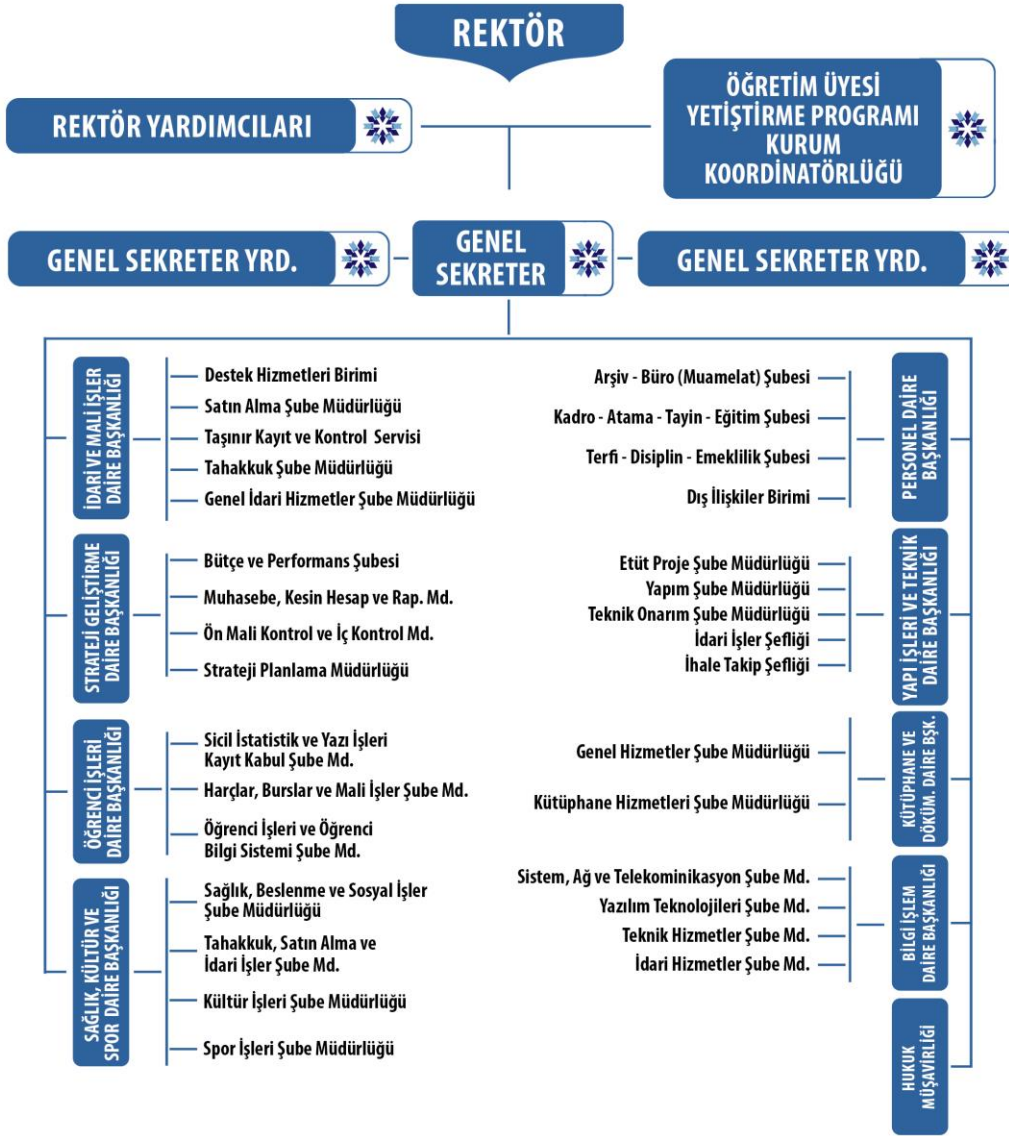 REKTÖR
REKTÖR YARDIMCILARI
ÖĞRETİM ÜYESİ
YETİŞTİRME PROGRAMI
KURUM
KOORDİNATÖRLÜĞÜ
GENEL SEKRETER YRD.
GENEL
SEKRETER
GENEL SEKRETER YRD.
İDARİ VE MALİ İŞLER
DAİRE BAŞKANLIĞI
Destek Hizmetleri Birimi
Satın Alma Şube Müdürlüğü
Taşınır Kayıt ve Kontrol Servisi
Tahakkuk Şube Müdürlüğü
Genel İdari Hizmetler Şube Müdürlüğü
STRATEJİ GELİŞTİRME
DAİRE BAŞKANLIĞI
Bütçe ve Performans Şubesi
Muhasebe, Kesin Hesap ve Rap. Md.
Ön Mali Kontrol ve İç Kontrol Md.
Strateji Planlama Müdürlüğü
ÖĞRENCİ İŞLERİ
DAİRE BAŞKANLIĞI
Sicil İstatistik ve Yazı İşleri
Kayıt Kabul Şube Md.
Harçlar, Burslar ve Mali İşler Şube Md.
Öğrenci İşleri ve Öğrenci
Bilgi Sistemi Şube Md.
SAĞLIK, KÜLTÜR VE
SPOR DAİRE BAŞKANLIĞI
Sağlık, Beslenme ve Sosyal İşler
Şube Müdürlüğü
Tahakkuk, Satın Alma ve
İdari İşler Şube Md.
Kültür İşleri Şube Müdürlüğü
Spor İşleri Şube Müdürlüğü
PERSONEL DAİRE
BAŞKANLIĞI
Arşiv - Büro (Muamelat) Şubesi
Kadro - Atama - Tayin - Eğitim Şubesi
Terfi - Disiplin - Emeklilik Şubesi
Dış İlişkiler Birimi
YAPI İŞLERİ VE TEKNİK
DAİRE BAŞKANLIĞI
Etüt Proje Şube Müdürlüğü
Yapım Şube Müdürlüğü
Teknik Onarım Şube Müdürlüğü
İdari İşler Şefliği
İhale Takip Şefliği
KÜTÜPHANE VE
DÖKÜM. DAİRE BŞK.
Genel Hizmetler Şube Müdürlüğü
Kütüphane Hizmetleri Şube Müdürlüğü
BİLGİ İŞLEM
DAİRE BAŞKANLIĞI
Sistem, Ağ ve Telekominikasyon Şube Md.
Yazılım Teknolojileri Şube Md.
Teknik Hizmetler Şube Md.
İdari Hizmetler Şube Md.
HUKUK
MÜŞAVİRLİĞİ